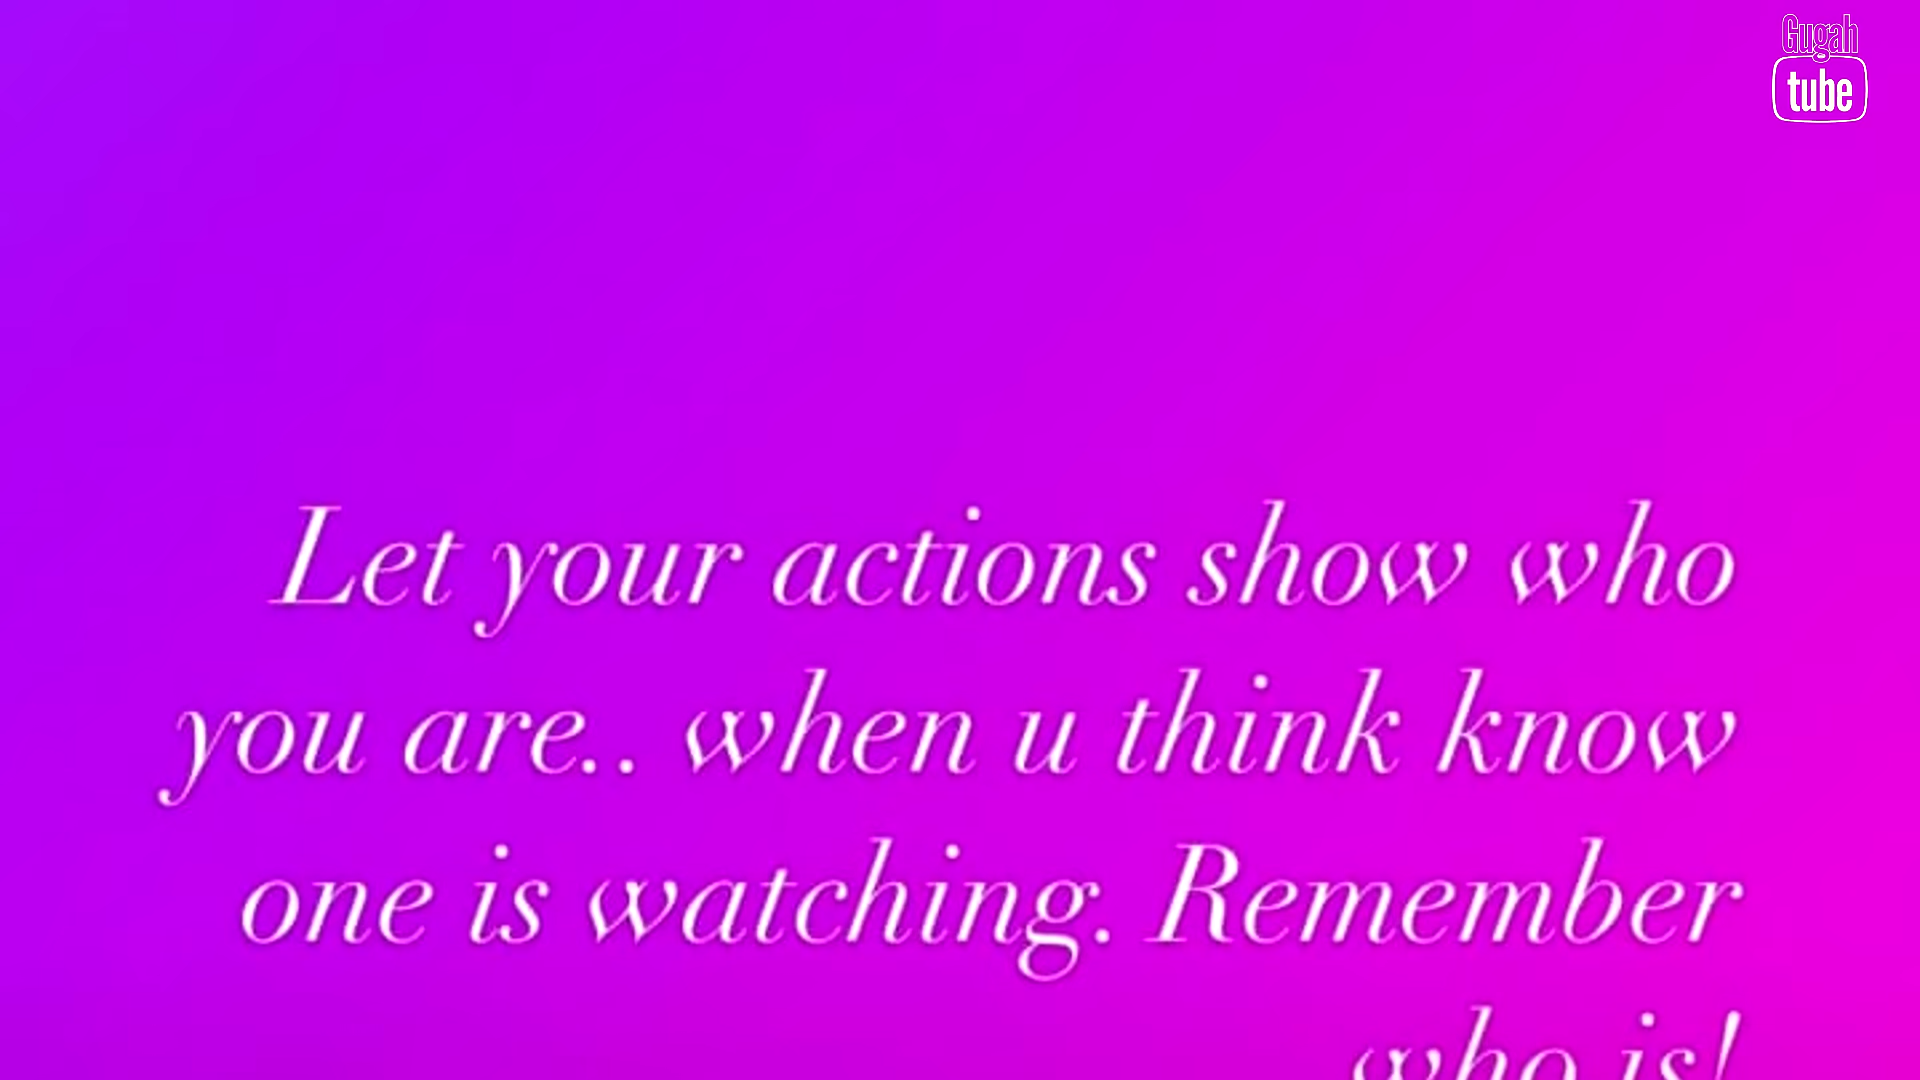 Gugah
tube
Let your actions show who
you are.. when u think know
one is watching. Remember
who is!